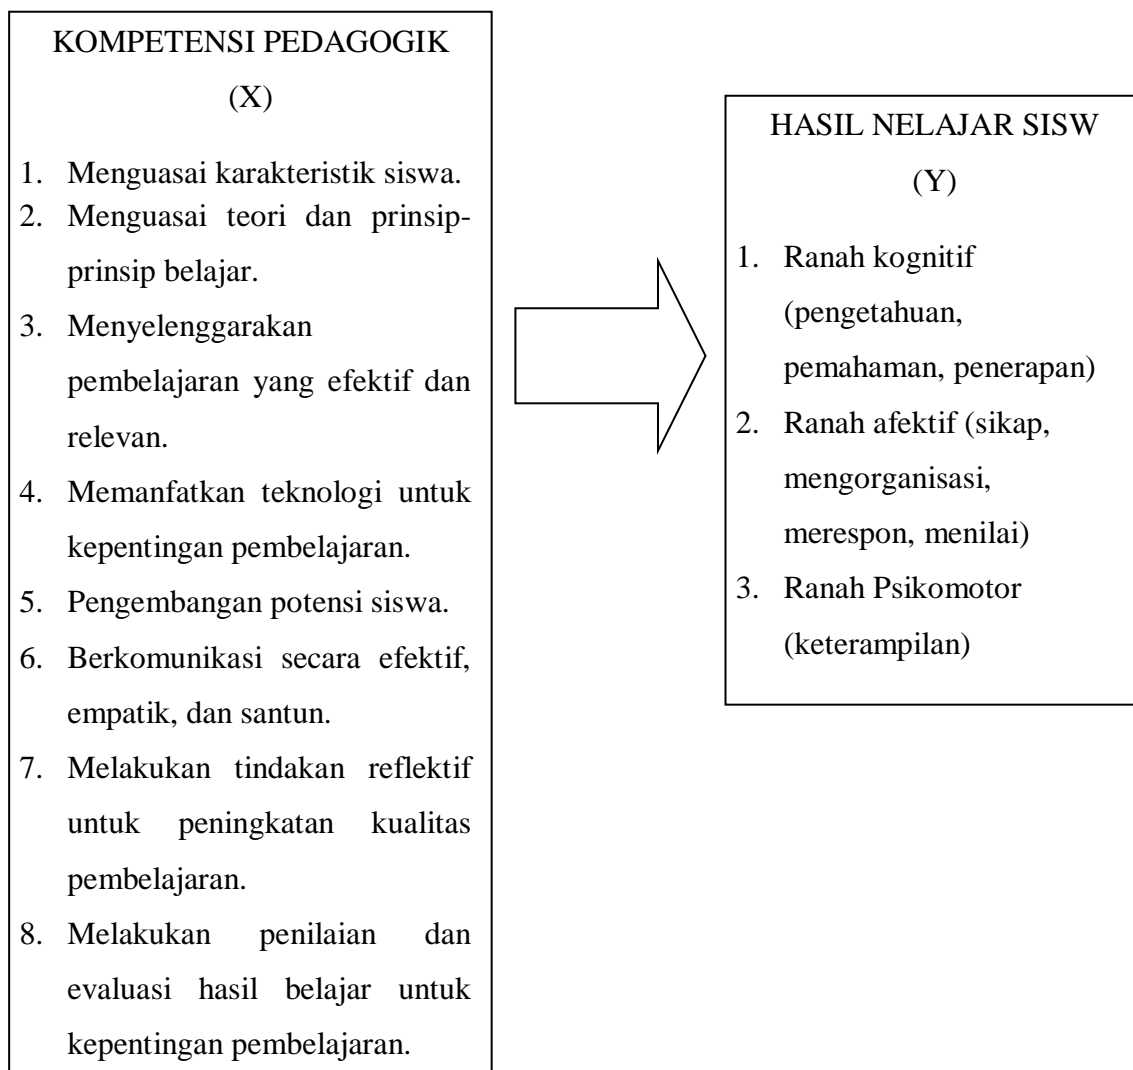 KOMPETENSI PEDAGOGIK
(X)
1. Menguasai karakteristik siswa.
2. Menguasai teori dan prinsip-
prinsip belajar.
3. Menyelenggarakan
pembelajaran yang efektif dan
relevan.
4. Memanfatkan teknologi untuk
kepentingan pembelajaran.
5. Pengembangan potensi siswa.
6. Berkomunikasi secara efektif,
empatik, dan santun.
7. Melakukan tindakan reflektif
untuk peningkatan kualitas
pembelajaran.
8. Melakukan penilaian dan
evaluasi hasil belajar untuk
kepentingan pembelajaran.
HASIL NELAJAR SISW
(Y)
1. Ranah kognitif
(pengetahuan,
pemahaman, penerapan)
2. Ranah afektif (sikap,
mengorganisasi,
merespon, menilai)
3. Ranah Psikomotor
(keterampilan)